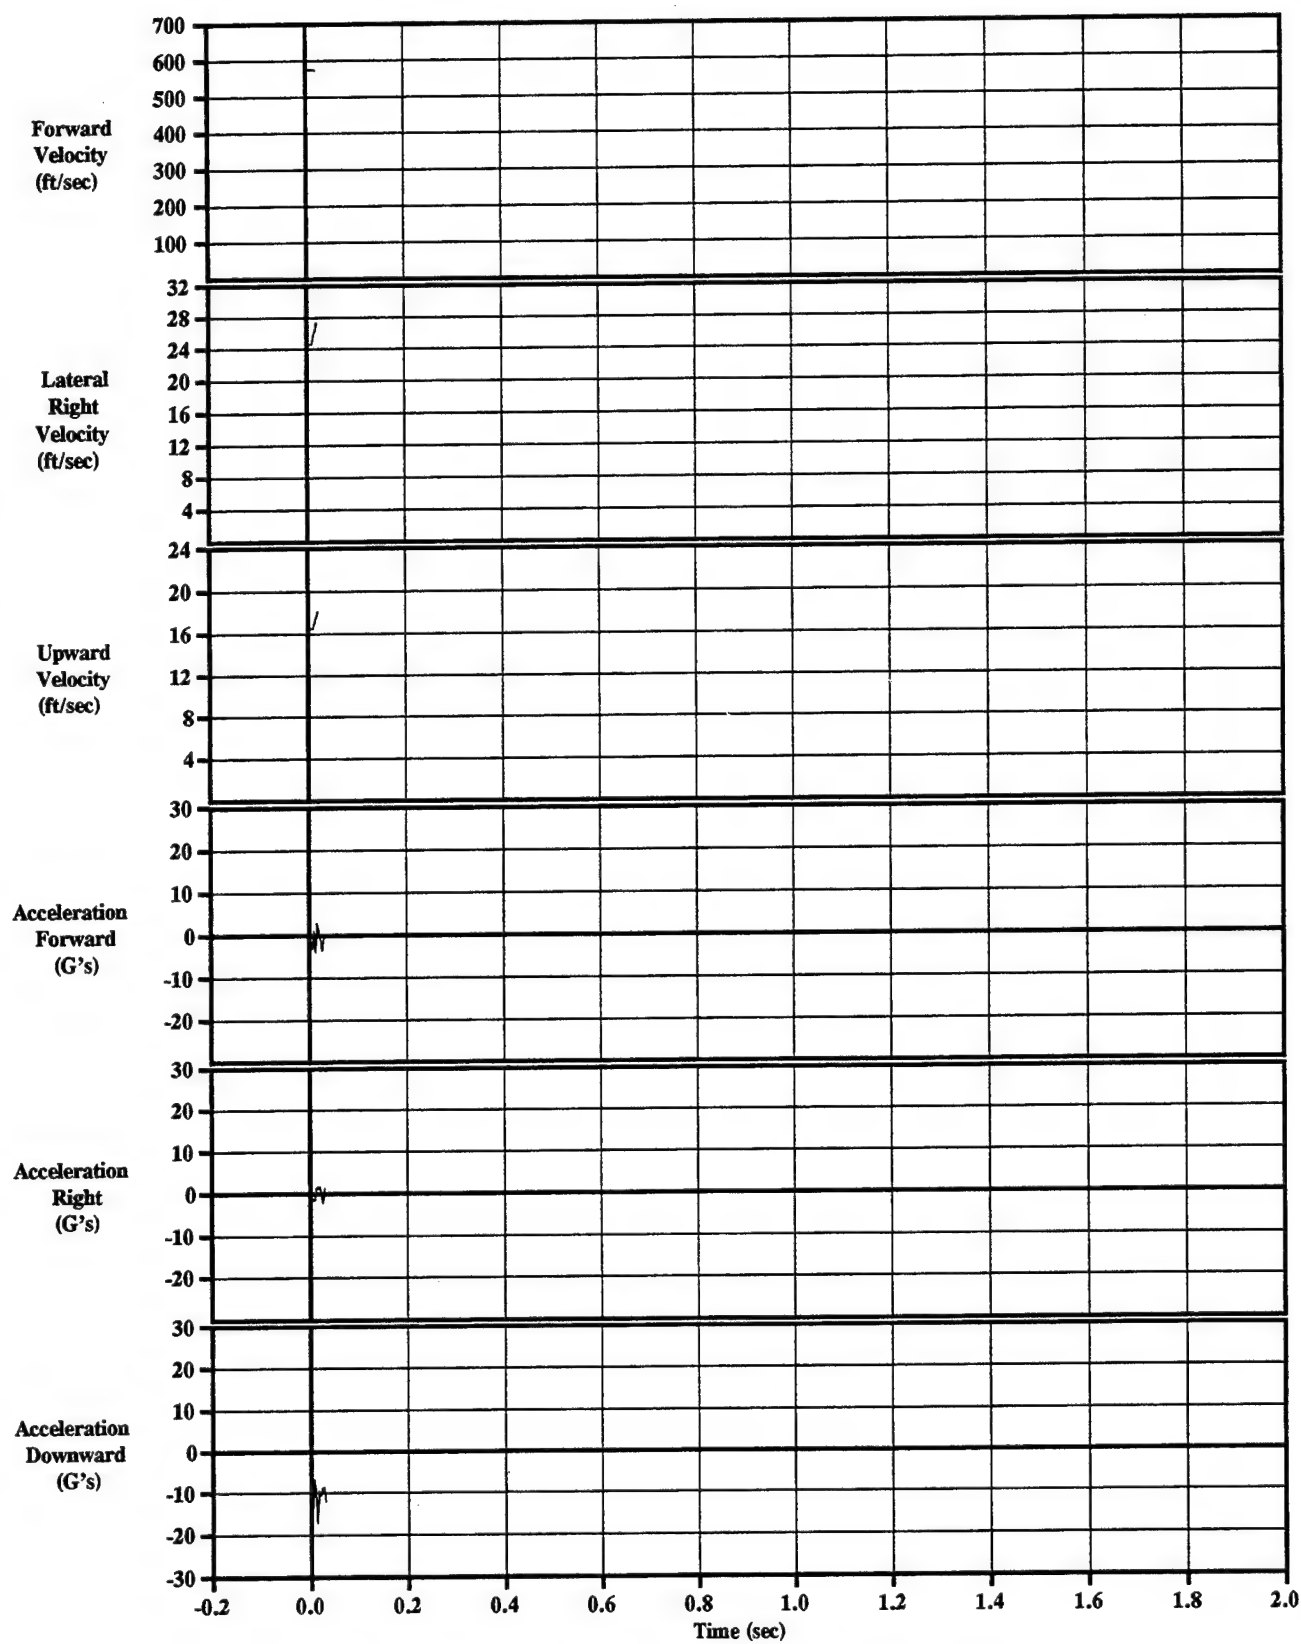 700
600
500
400
300
200
100
Forward
Velocity
(ft/sec)
32
28
24
20
16
12
8
4
Lateral
Right
Velocity
(ft/sec)
24
20
16
12
8
4
Upward
Velocity
(ft/sec)
30
20
10
0
-10
-20
Acceleration
Forward
(G's)
30
20
10
0
-10
-20
Acceleration
Right
(G's)
30
20
10
0
-10
-20
-30
Acceleration
Downward
(G's)
-0.2 0.0 0.2 0.4 0.6 0.8 1.0 1.2 1.4 1.6 1.8 2.0
Time (sec)